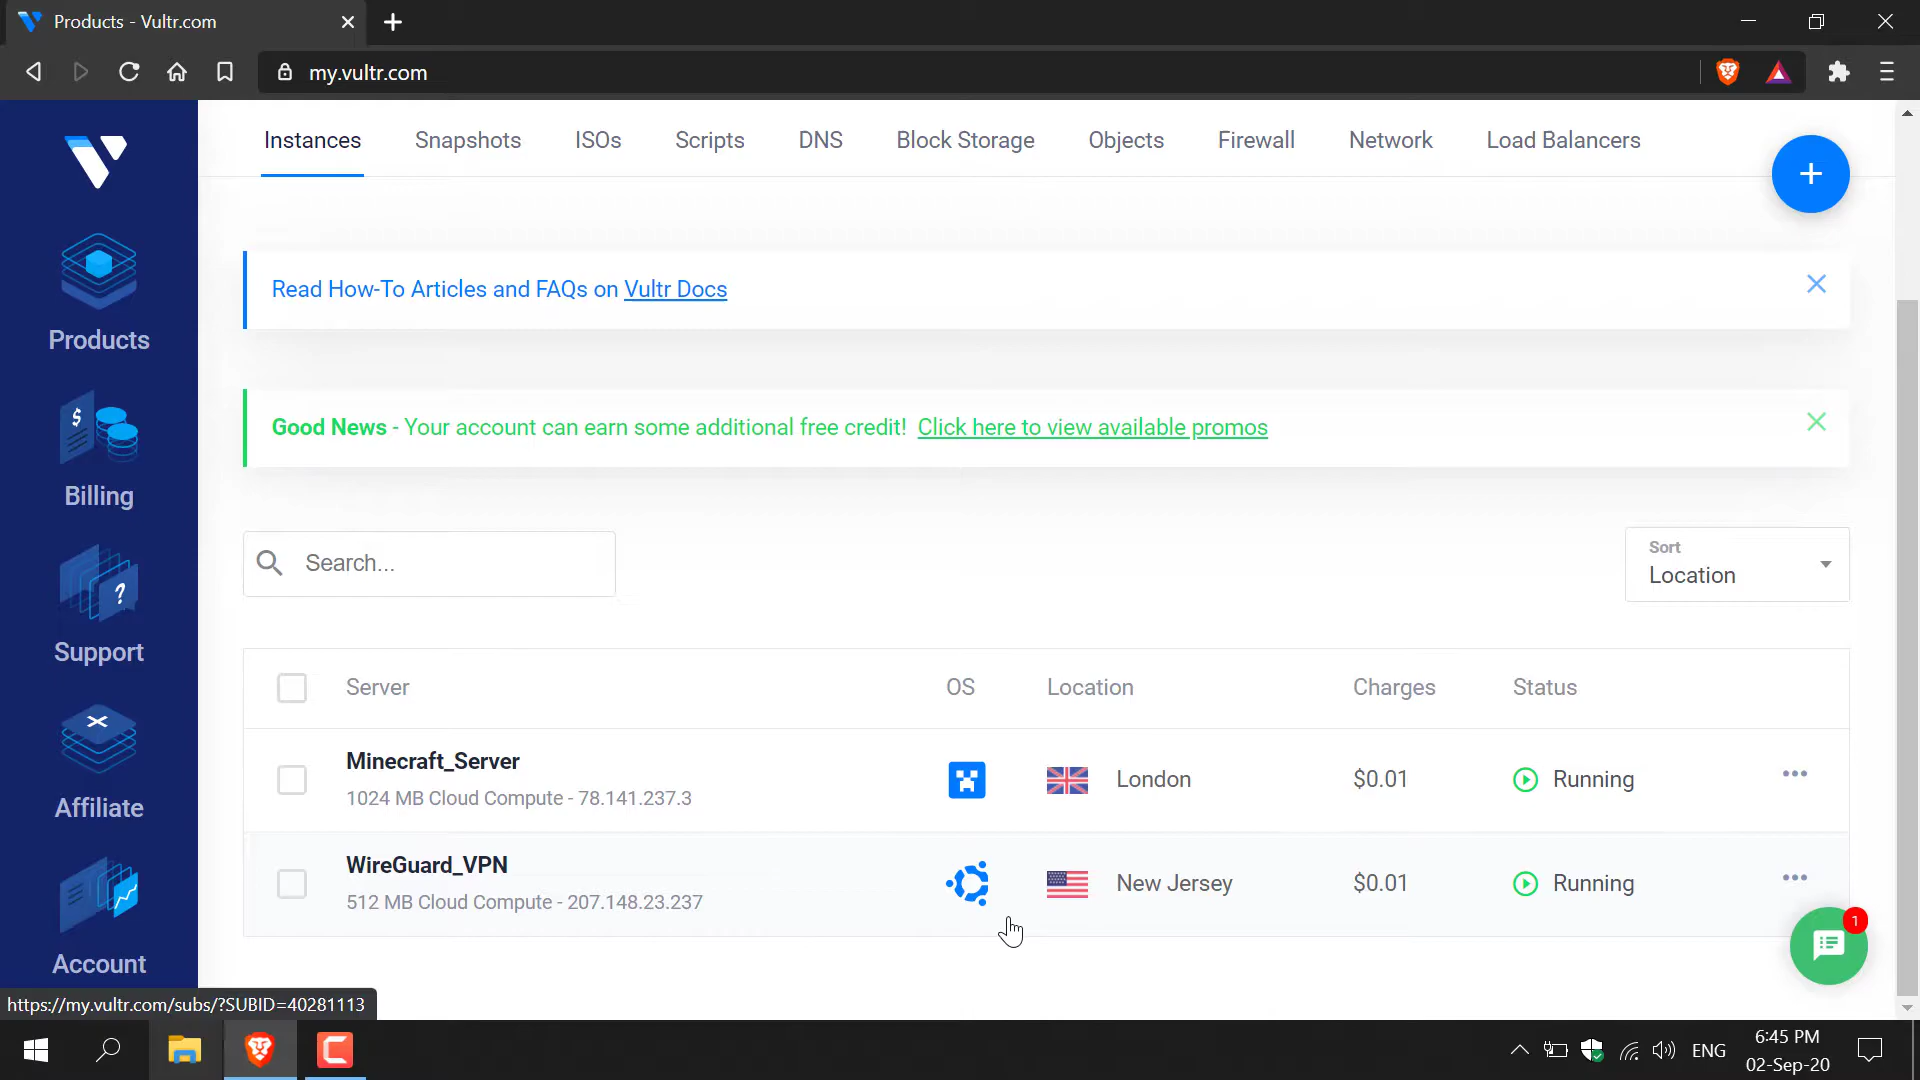 Products - Vultr.com
my.vultr.com
Instances Snapshots ISOs Scripts DNS Block Storage Objects Firewall Network Load Balancers
Products
Billing
Support
Affiliate
Account
Read How-To Articles and FAQs on Vultr Docs
Good News - Your account can earn some additional free credit! Click here to view available promos
Search...
Sort
Location
Server OS Location Charges Status
Minecraft_Server
1024 MB Cloud Compute - 78.141.237.3
London $0.01 Running
WireGuard_VPN
512 MB Cloud Compute - 207.148.23.237
New Jersey $0.01 Running
1
https://my.vultr.com/subs/?SUBID=40281113
ENG
6:45 PM
02-Sep-20